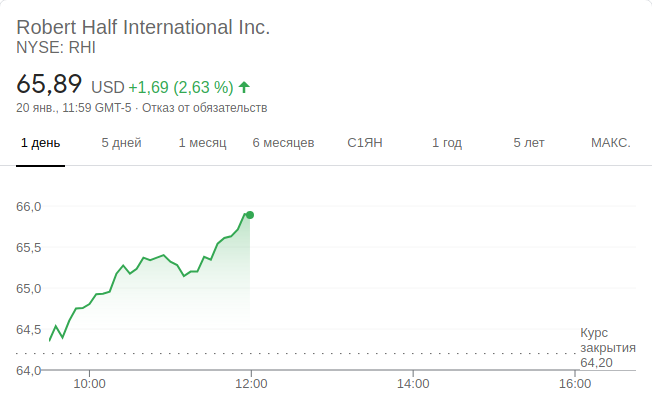 Robert Half International Inc.
NYSE: RHI
65,89 USD +1,69 (2,63 %)
20 янв., 11:59 GMT-5 · Отказ от обязательств
1 день 5 дней 1 месяц 6 месяцев С1ЯН 1 год 5 лет МАКС.
66,0
65,5
65,0
64,5
Курс
закрытия
64,20
64,0
10:00 12:00 14:00 16:00